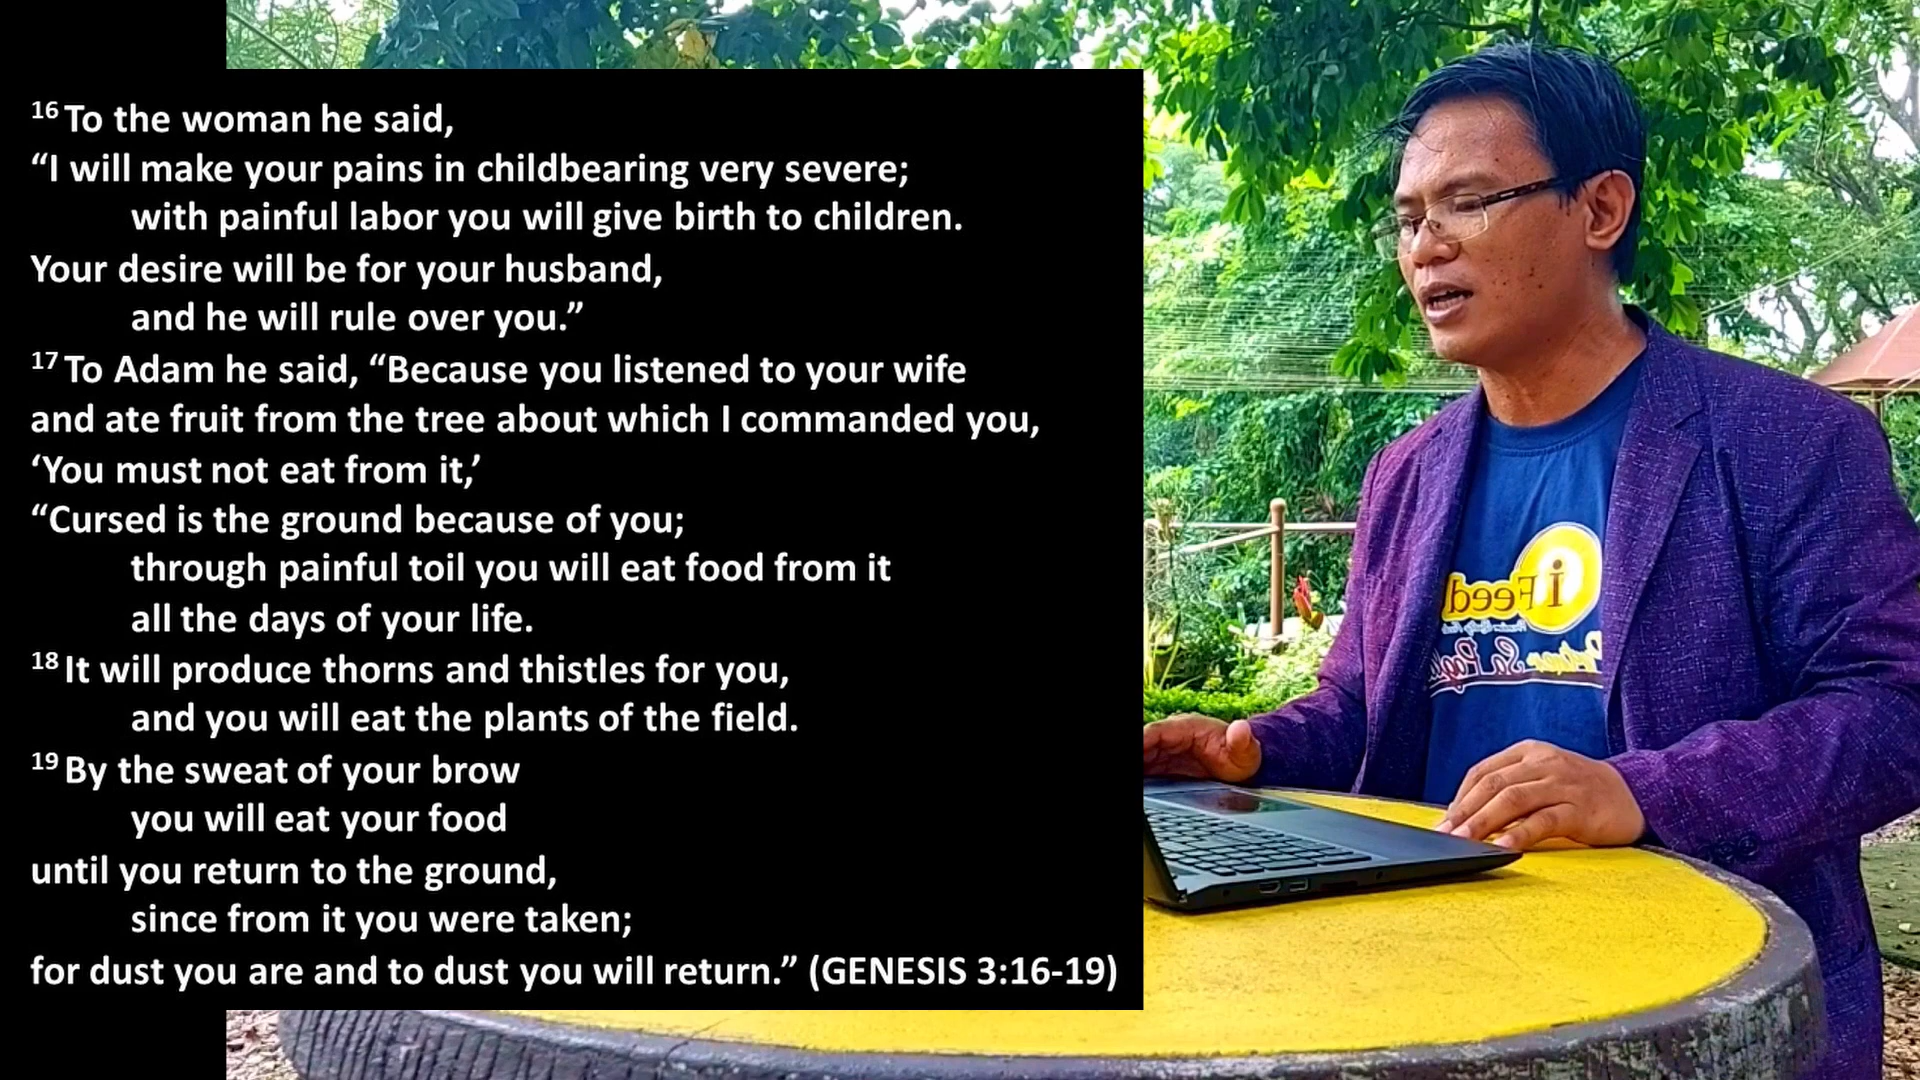 16 To the woman he said,
“I will make your pains in childbearing very severe;
with painful labor you will give birth to children.
Your desire will be for your husband,
and he will rule over you.”
17 To Adam he said, “Because you listened to your wife
and ate fruit from the tree about which I commanded you,
‘You must not eat from it,’
“Cursed is the ground because of you;
through painful toil you will eat food from it
all the days of your life.
18 It will produce thorns and thistles for you,
and you will eat the plants of the field.
19 By the sweat of your brow
you will eat your food
until you return to the ground,
since from it you were taken;
for dust you are and to dust you will return.” (GENESIS 3:16-19)
iFeed